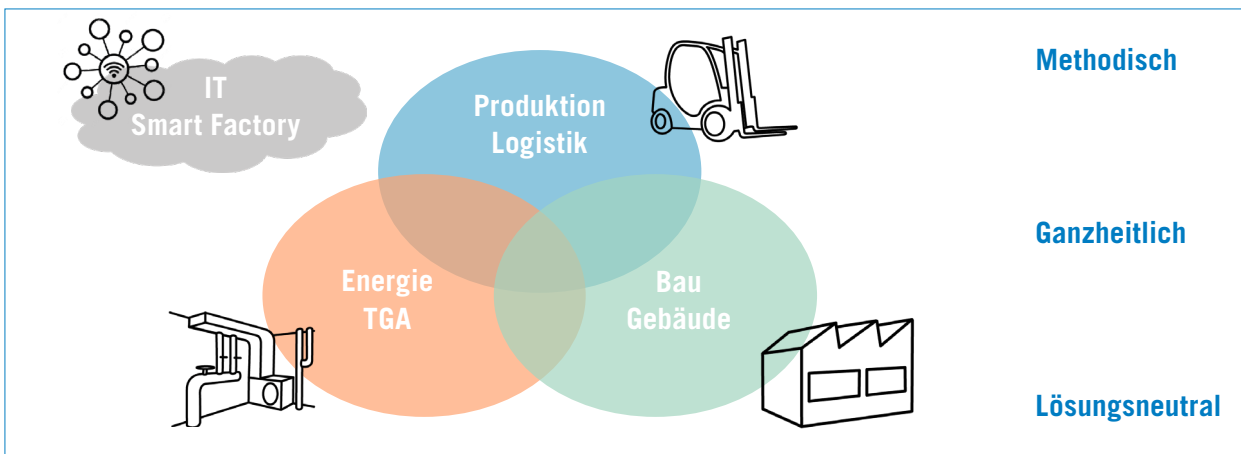 IT
Smart Factory
Produktion
Logistik
Energie
TGA
Bau
Gebäude
Methodisch
Ganzheitlich
Lösungsneutral